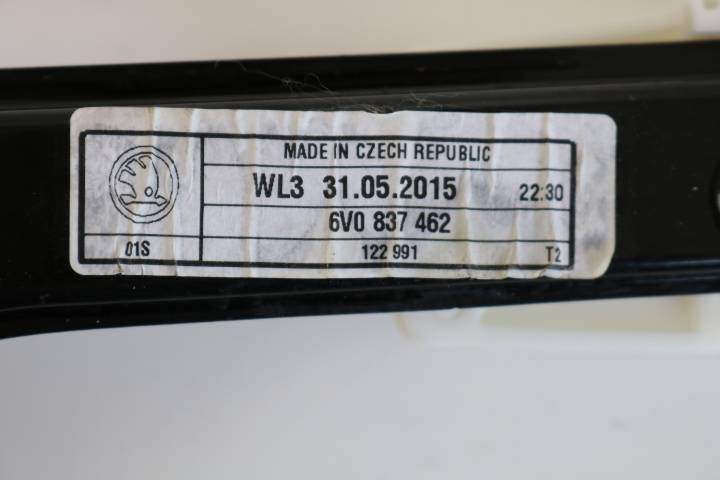 MADE IN CZECH REPUBLIC
WL3 31.05.2015 22:30
6V0 837 462
01S 122 991 T2